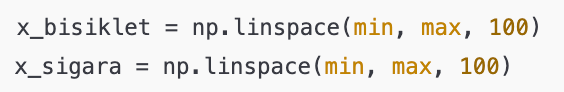 x_bisiklet = np.linspace(min, max, 100)
x_sigara = np.linspace(min, max, 100)